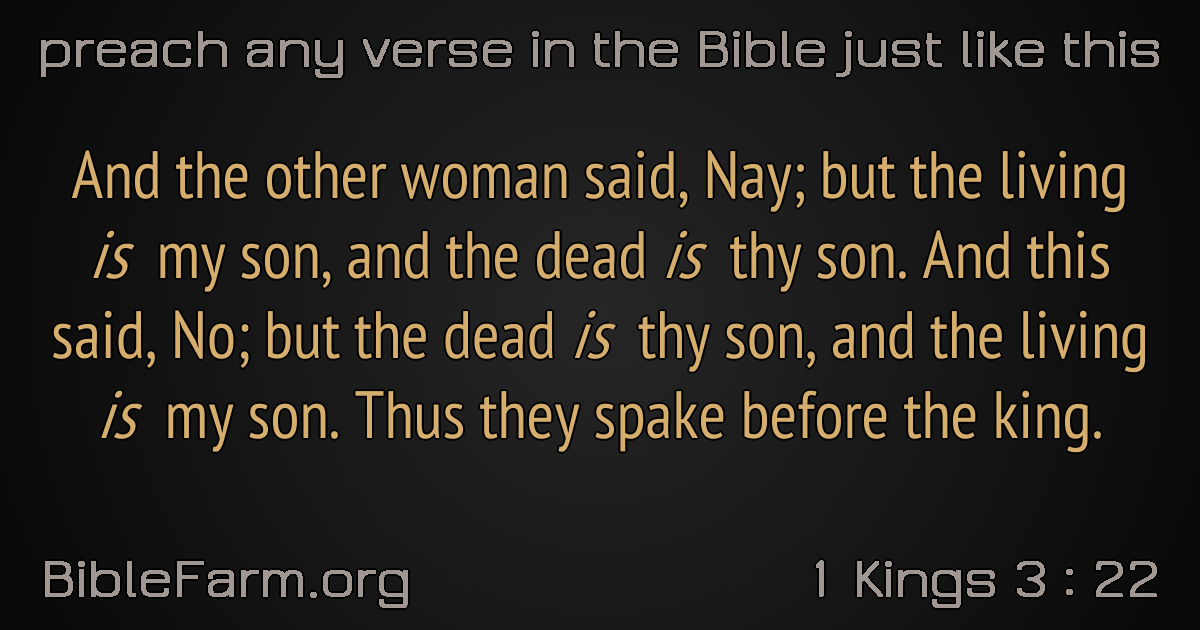 preach any verse in the Bible just like this
And the other woman said, Nay; but the living
is my son, and the dead is thy son. And this
said, No; but the dead is thy son, and the living
is my son. Thus they spake before the king.
BibleFarm.org
1 Kings 3 : 22